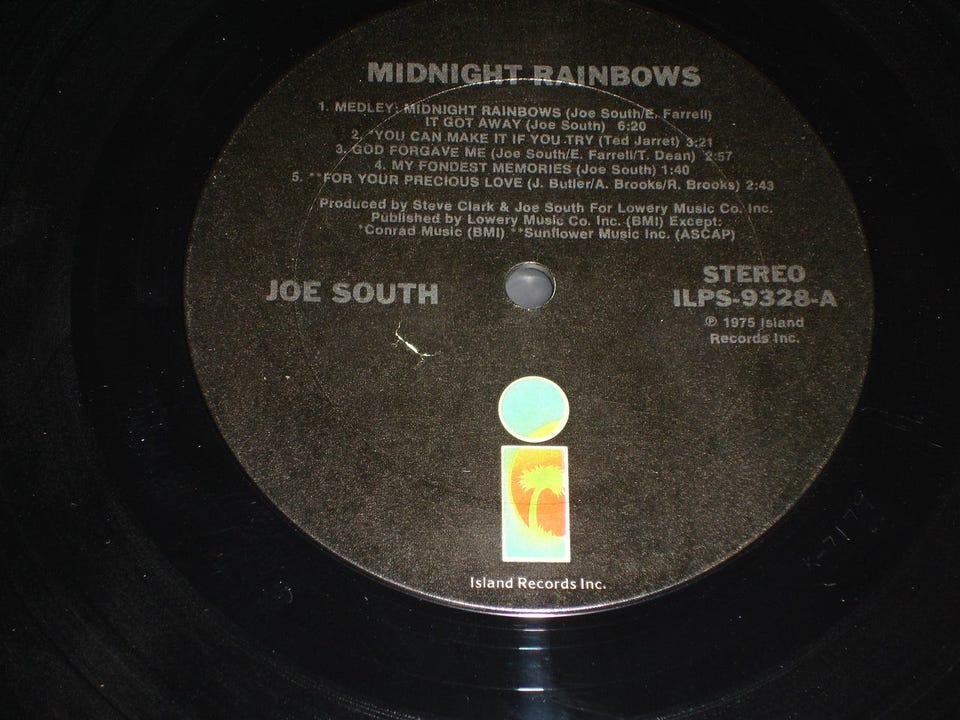 MIDNIGHT RAINBOWS
1. MEDLEY: MIDNIGHT RAINBOWS (Joe South/E. Farrell)
IT GOT AWAY (Joe South) 6:20
2. *YOU CAN MAKE IT IF YOU TRY (Ted Jarret) 3:21
3. GOD FORGAVE ME (Joe South/E. Farrell/T. Dean) 2:57
4. MY FONDEST MEMORIES (Joe South) 1:40
5. **FOR YOUR PRECIOUS LOVE (J. Butler/A. Brooks/R. Brooks) 2:43
Produced by Steve Clark & Joe South For Lowery Music Co. Inc.
Published by Lowery Music Co. Inc. (BMI) Except:
*Conrad Music (BMI) **Sunflower Music Inc. (ASCAP)
JOE SOUTH
STEREO
ILPS-9328-A
℗ 1975 Island
Records Inc.
Island Records Inc.